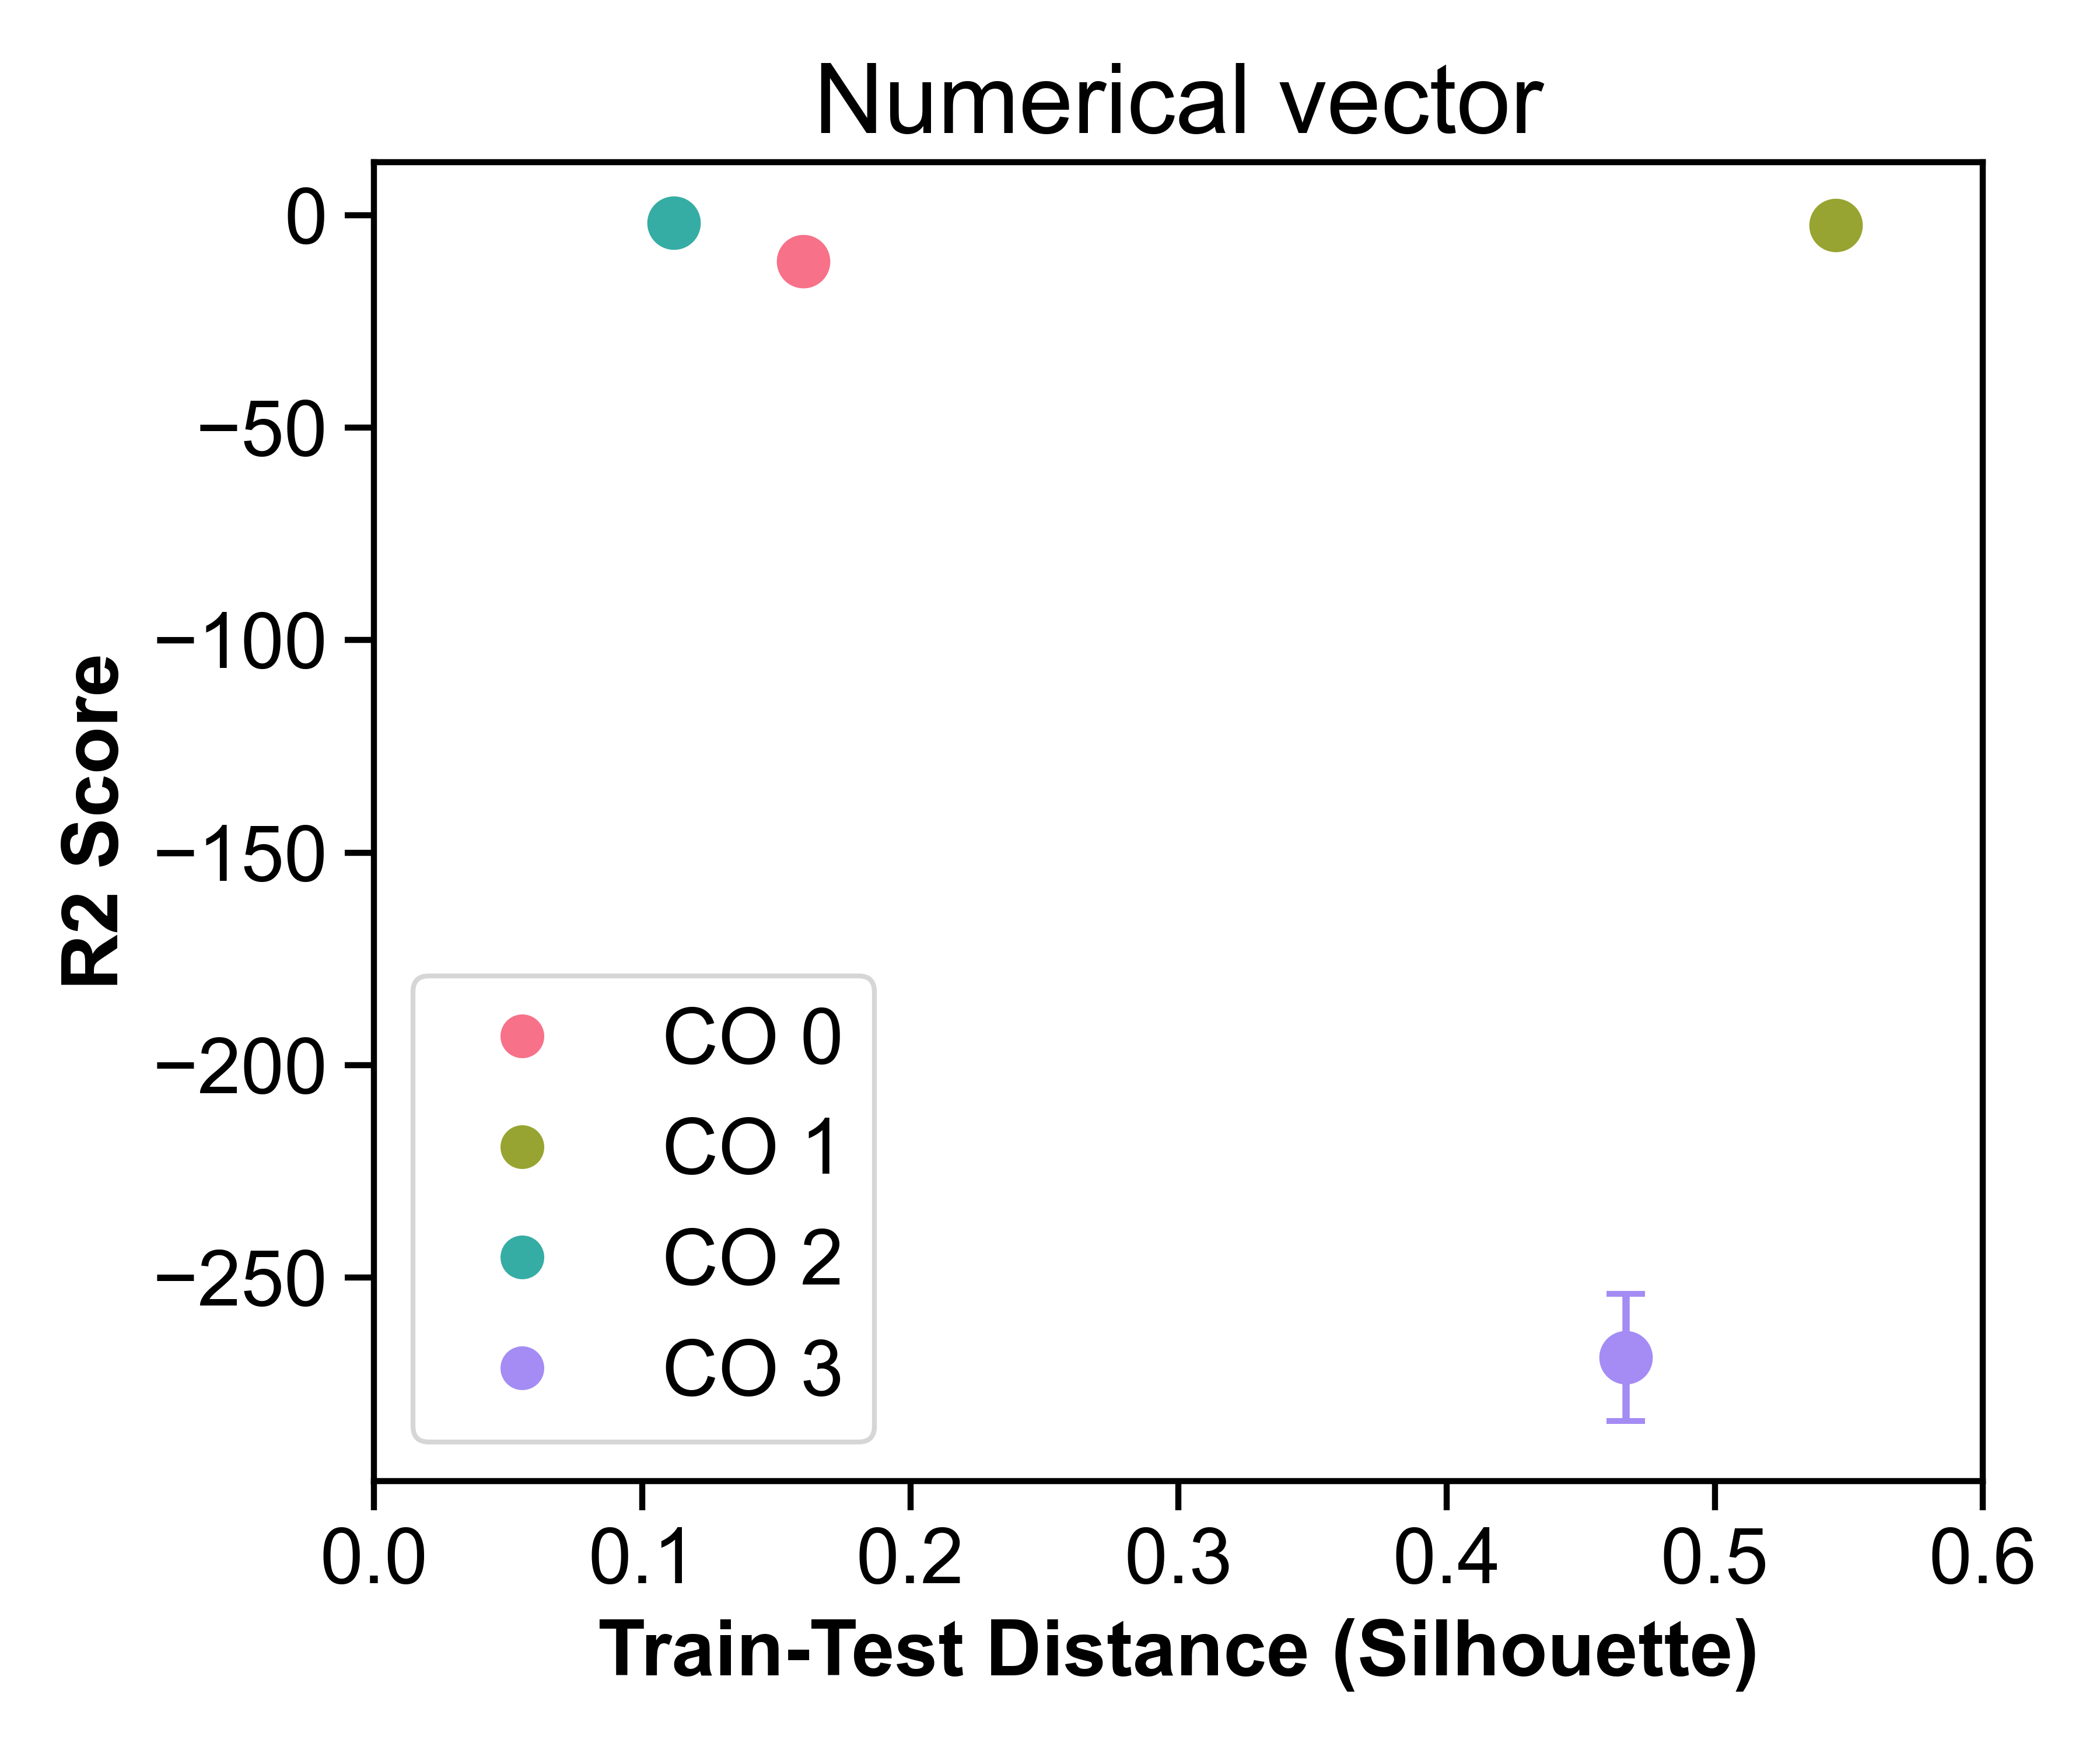 Numerical vector
0
−50
−100
−150
−200
−250
R2 Score
CO 0
CO 1
CO 2
CO 3
0.0 0.1 0.2 0.3 0.4 0.5 0.6
Train-Test Distance (Silhouette)